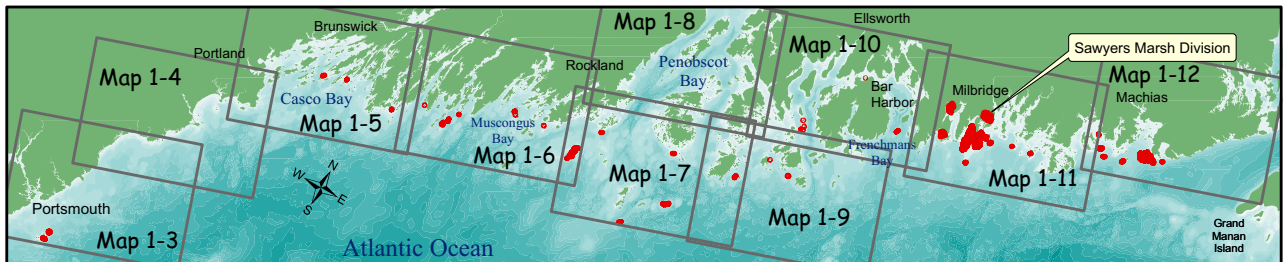 Map 1-8
Ellsworth
Brunswick
Map 1-10
Sawyers Marsh Division
Portland
Map 1-4
Rockland
Penobscot
Bay
Map 1-12
Bar
Harbor
Milbridge
Machias
Casco Bay
Map 1-5
Muscongus
Bay
Map 1-6
Frenchmans
Bay
Map 1-7
Map 1-11
N
W
E
S
Portsmouth
Map 1-3
Map 1-9
Atlantic Ocean
Grand
Manan
Island